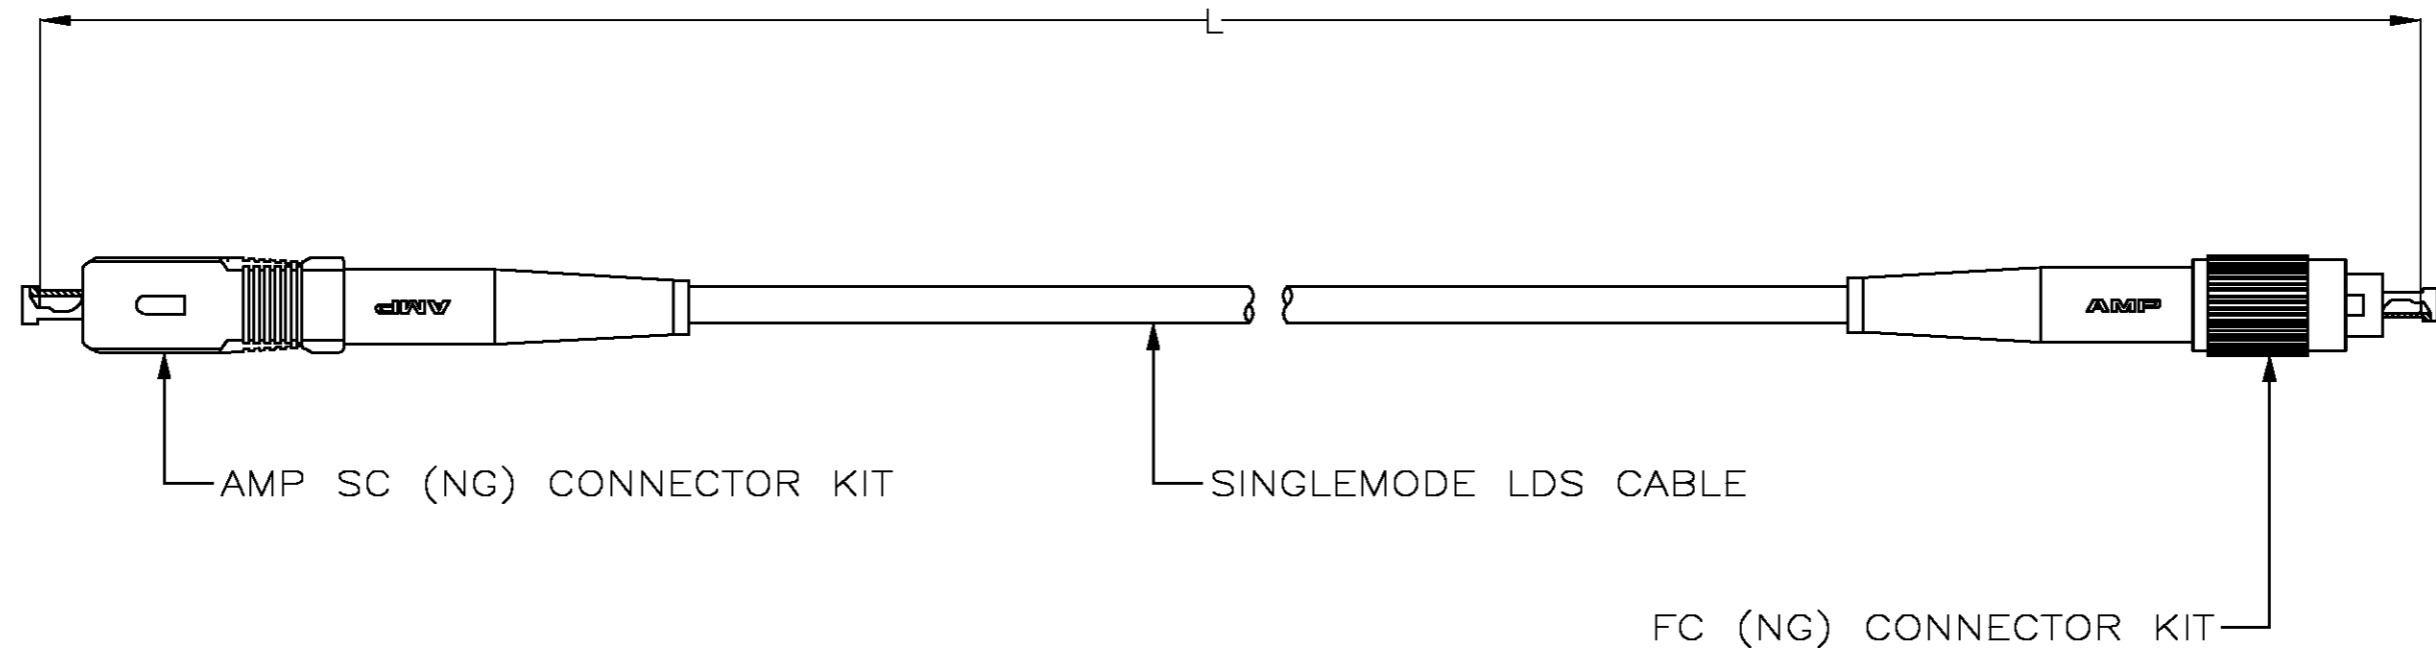 L
AMP
AMP
AMP SC (NG) CONNECTOR KIT
SINGLEMODE LDS CABLE
FC (NG) CONNECTOR KIT